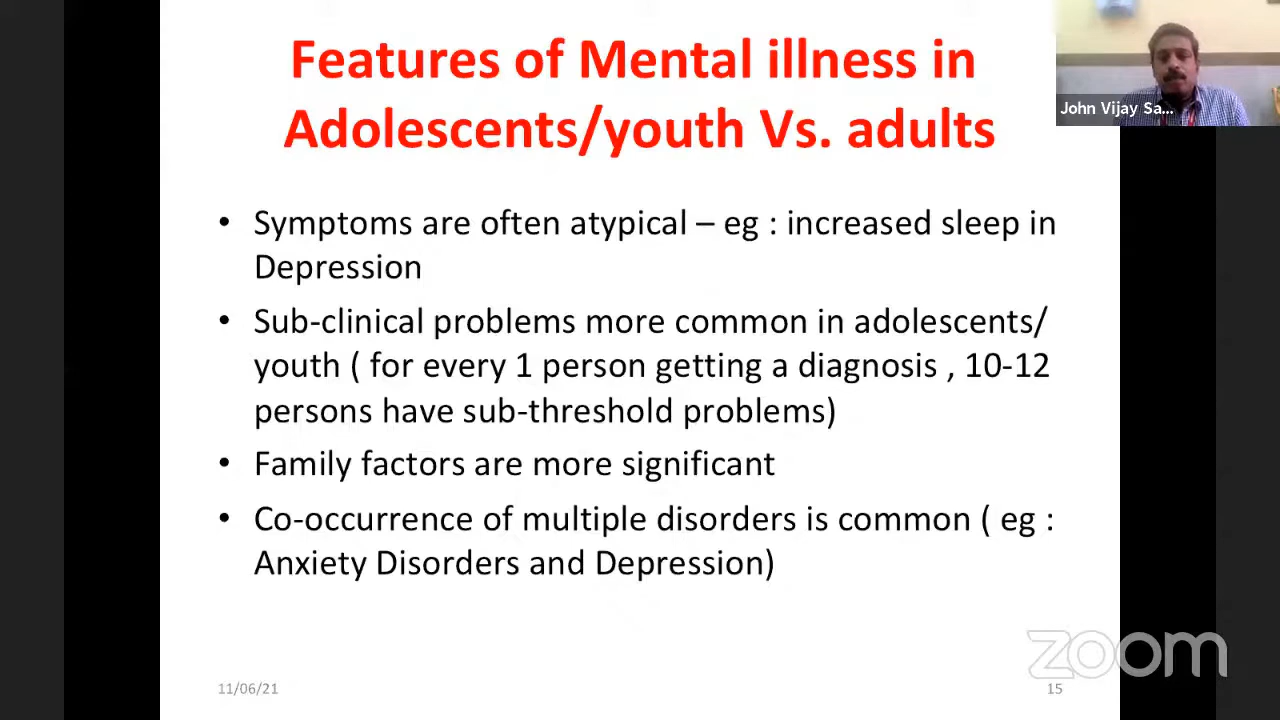 Features of Mental illness in
Adolescents/youth Vs. adults
John Vijay Sa...
• Symptoms are often atypical – eg : increased sleep in
Depression
• Sub-clinical problems more common in adolescents/
youth ( for every 1 person getting a diagnosis , 10-12
persons have sub-threshold problems)
• Family factors are more significant
• Co-occurrence of multiple disorders is common ( eg :
Anxiety Disorders and Depression)
zoom
11/06/21
15